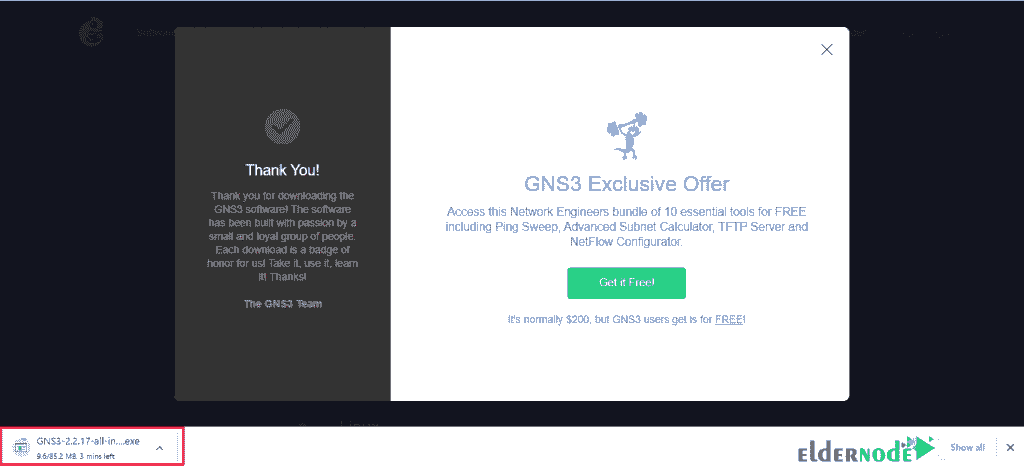 Thank You!
Thank you for downloading the
GNS3 software! The software
has been built with passion by a
small and loyal group of people.
Each download is a badge of
honor for us! Take it, use it, learn
it! Thanks!
The GNS3 Team
GNS3 Exclusive Offer
Access this Network Engineers bundle of 10 essential tools for FREE
including Ping Sweep, Advanced Subnet Calculator, TFTP Server and
NetFlow Configurator.
Get it Free!
It's normally $200, but GNS3 users get is for FREE!
GNS3-2.2.17-all-in....exe
9.6/85.2 MB, 3 mins left
eldernode
Show all